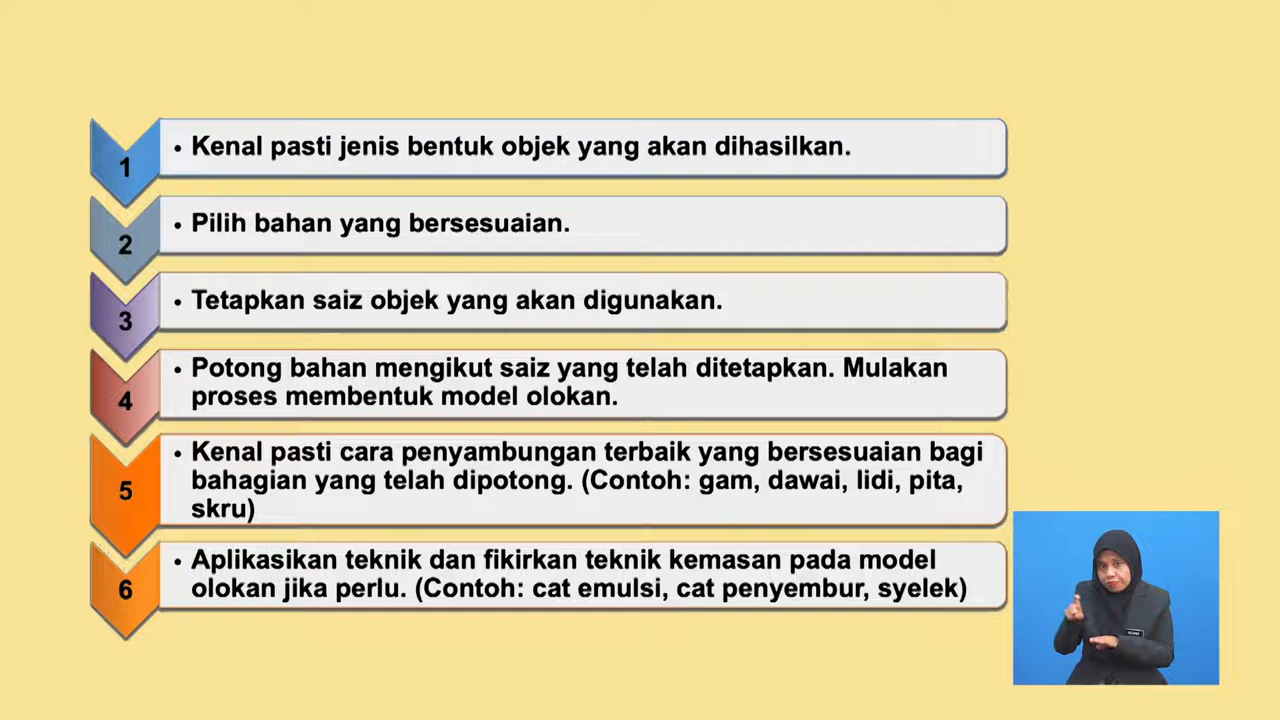 1
• Kenal pasti jenis bentuk objek yang akan dihasilkan.
2
• Pilih bahan yang bersesuaian.
3
• Tetapkan saiz objek yang akan digunakan.
4
• Potong bahan mengikut saiz yang telah ditetapkan. Mulakan
proses membentuk model olokan.
5
• Kenal pasti cara penyambungan terbaik yang bersesuaian bagi
bahagian yang telah dipotong. (Contoh: gam, dawai, lidi, pita,
skru)
6
• Aplikasikan teknik dan fikirkan teknik kemasan pada model
olokan jika perlu. (Contoh: cat emulsi, cat penyembur, syelek)